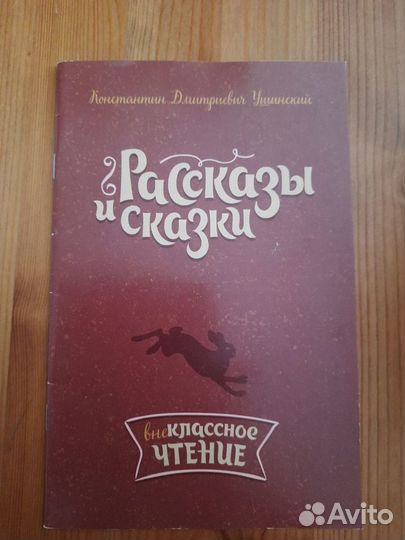 Константин Дмитриевич Ушинский
Рассказы
и сказки
внеклассное
чтение
Avito